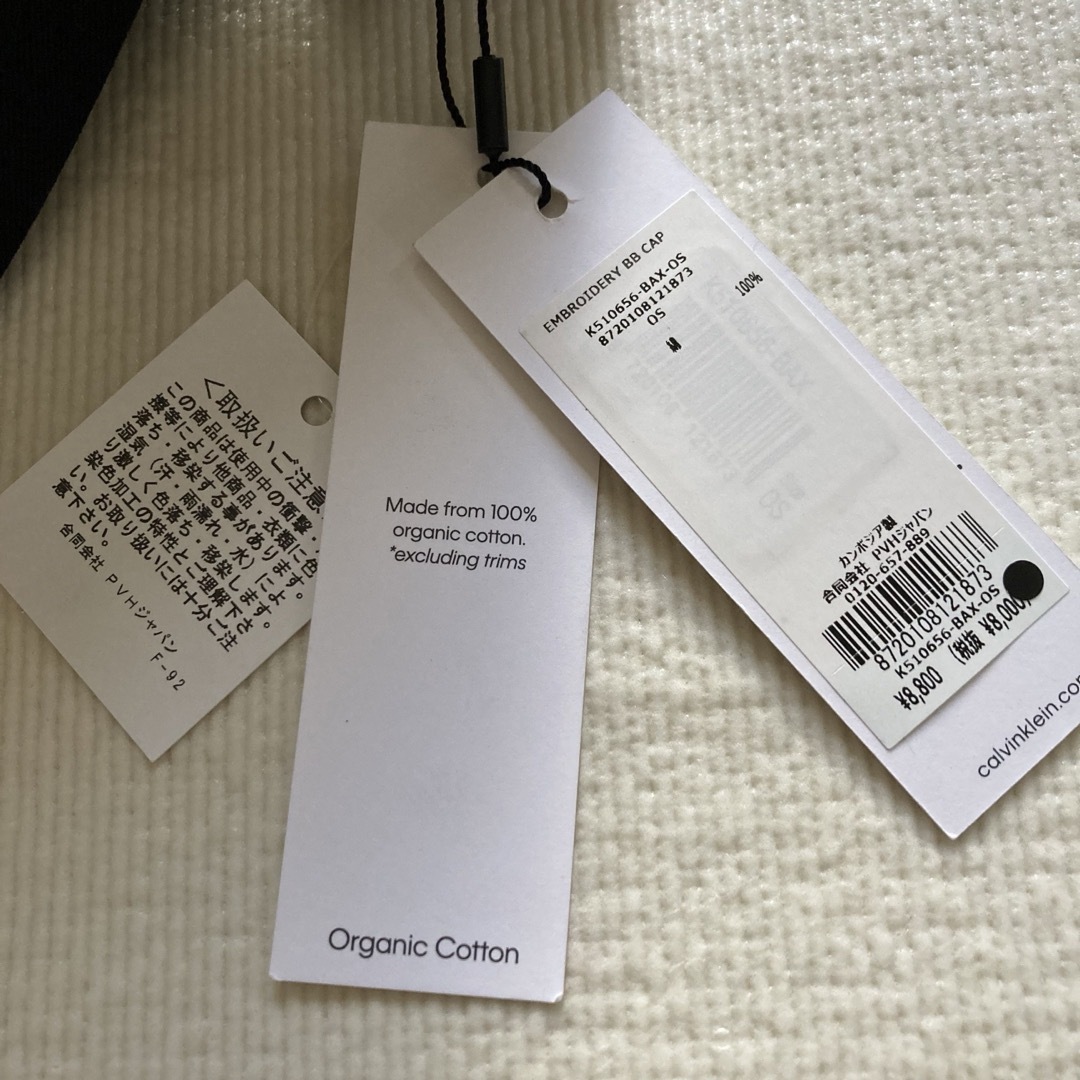 <取扱いご注意
この商品は使用中の衝撃・
擦等により他商品・衣類に色
落ち・移染する事があります。
湿気（汗・雨濡れ・水）によ
り激しく色落ち・移染します。
染色加工の特性とご理解下さ
い。お取り扱いには十分ご注
意下さい。
合同会社 PVHジャパン
F-92
Made from 100%
organic cotton.
*excluding trims
Organic Cotton
EMBROIDERY BB CAP
K510656-BAX-OS
8720108121873
OS
綿 100%
カンボジア製
合同会社 PVHジャパン
0120-657-889
8720108121873
K510656-BAX-OS
¥8,800 (税抜 ¥8,000)
calvinklein.co